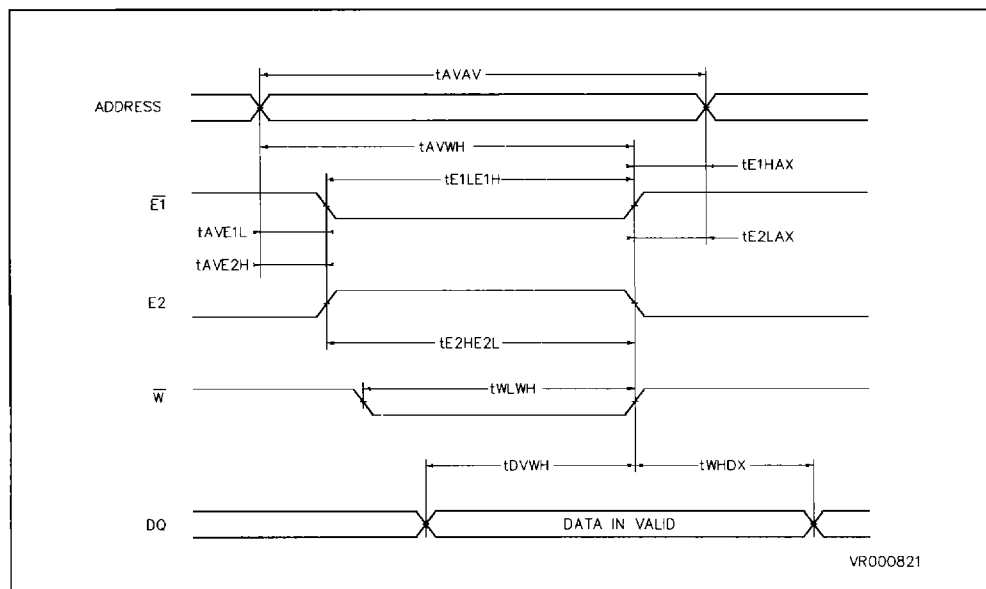 tAVAV
ADDRESS
tAVWH
tE1HAX
tE1LE1H
E1
tAVE1L
tE2LAX
tAVE2H
E2
tE2HE2L
W
tWLWH
tDVWH
tWHDX
DQ
DATA IN VALID
VR000821